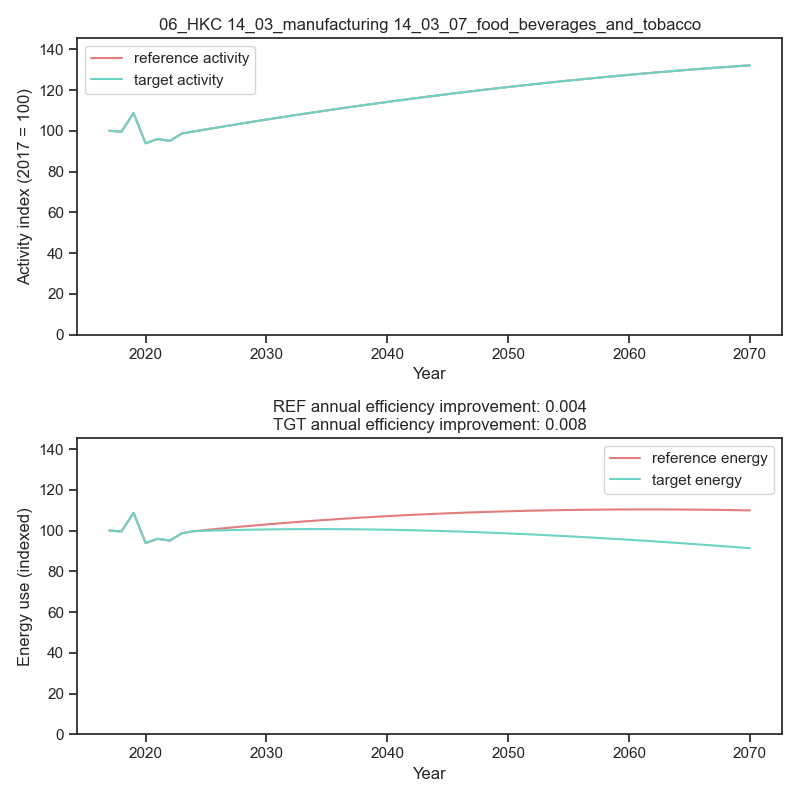 06_HKC 14_03_manufacturing 14_03_07_food_beverages_and_tobacco
140
120
100
80
60
40
20
0
Activity index (2017 = 100)
reference activity
target activity
2020 2030 2040 2050 2060 2070
Year
REF annual efficiency improvement: 0.004
TGT annual efficiency improvement: 0.008
140
120
100
80
60
40
20
0
Energy use (indexed)
reference energy
target energy
2020 2030 2040 2050 2060 2070
Year